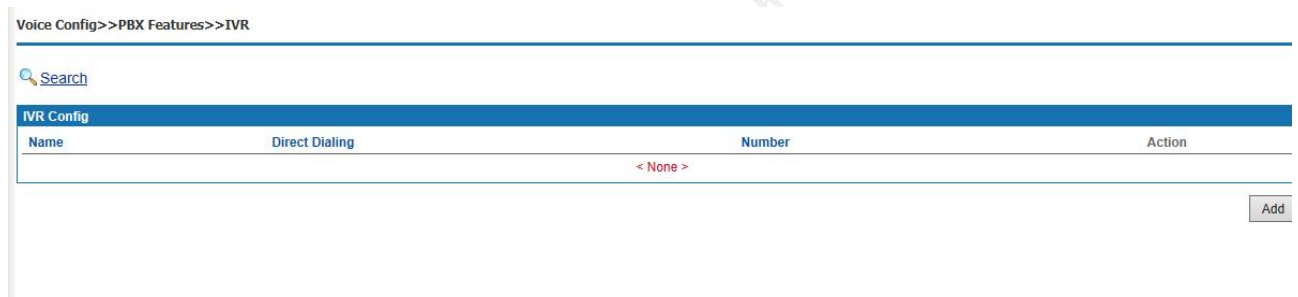 Voice Config>>PBX Features>>IVR
Search
IVR Config
Name Direct Dialing Number Action
< None >
Add